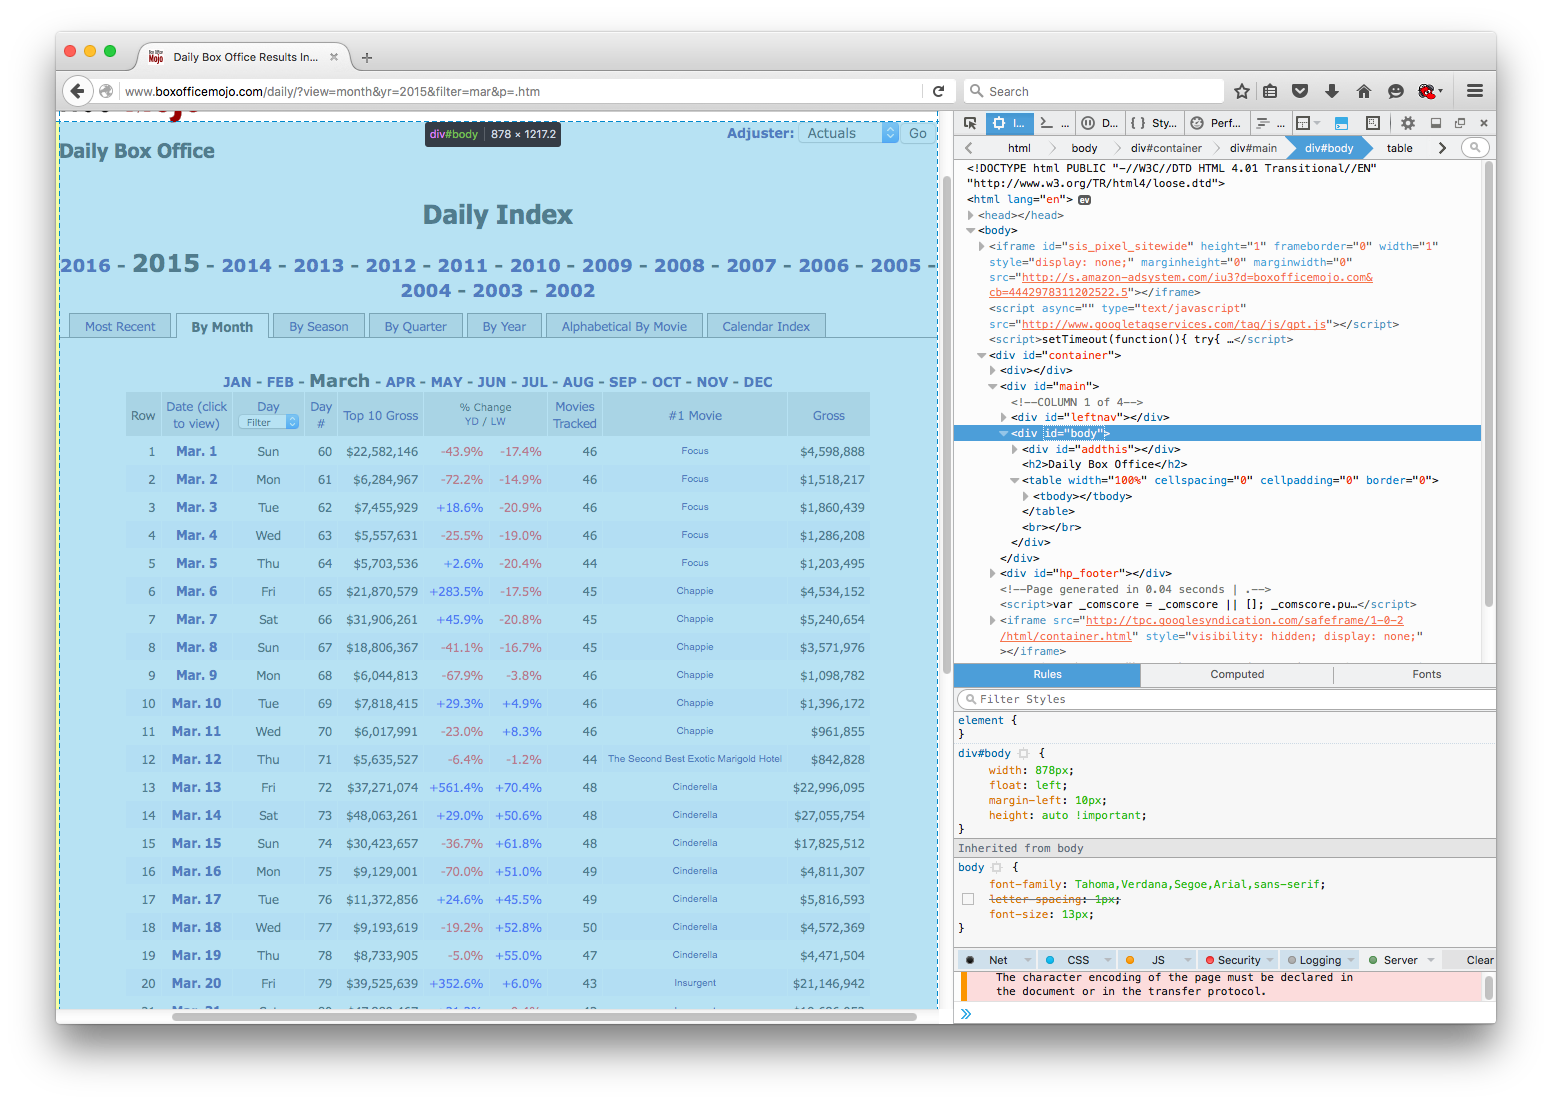 Daily Box Office Results In...
www.boxofficemojo.com/daily/?view=month&yr=2015&filter=mar&p=.htm
Search
div#body | 878 × 1217.2
Adjuster: Actuals Go
Daily Box Office
Daily Index
2016 - 2015 - 2014 - 2013 - 2012 - 2011 - 2010 - 2009 - 2008 - 2007 - 2006 - 2005 -
2004 - 2003 - 2002
Most Recent By Month By Season By Quarter By Year Alphabetical By Movie Calendar Index
JAN - FEB - March - APR - MAY - JUN - JUL - AUG - SEP - OCT - NOV - DEC
Row Date (click to view) Day Filter Day # Top 10 Gross % Change YD / LW Movies Tracked #1 Movie Gross
1 Mar. 1 Sun 60 $22,582,146 -43.9% -17.4% 46 Focus $4,598,888
2 Mar. 2 Mon 61 $6,284,967 -72.2% -14.9% 46 Focus $1,518,217
3 Mar. 3 Tue 62 $7,455,929 +18.6% -20.9% 46 Focus $1,860,439
4 Mar. 4 Wed 63 $5,557,631 -25.5% -19.0% 46 Focus $1,286,208
5 Mar. 5 Thu 64 $5,703,536 +2.6% -20.4% 44 Focus $1,203,495
6 Mar. 6 Fri 65 $21,870,579 +283.5% -17.5% 45 Chappie $4,534,152
7 Mar. 7 Sat 66 $31,906,261 +45.9% -20.8% 45 Chappie $5,240,654
8 Mar. 8 Sun 67 $18,806,367 -41.1% -16.7% 45 Chappie $3,571,976
9 Mar. 9 Mon 68 $6,044,813 -67.9% -3.8% 46 Chappie $1,098,782
10 Mar. 10 Tue 69 $7,818,415 +29.3% +4.9% 46 Chappie $1,396,172
11 Mar. 11 Wed 70 $6,017,991 -23.0% +8.3% 46 Chappie $961,855
12 Mar. 12 Thu 71 $5,635,527 -6.4% -1.2% 44 The Second Best Exotic Marigold Hotel $842,828
13 Mar. 13 Fri 72 $37,271,074 +561.4% +70.4% 48 Cinderella $22,996,095
14 Mar. 14 Sat 73 $48,063,261 +29.0% +50.6% 48 Cinderella $27,055,754
15 Mar. 15 Sun 74 $30,423,657 -36.7% +61.8% 48 Cinderella $17,825,512
16 Mar. 16 Mon 75 $9,129,001 -70.0% +51.0% 49 Cinderella $4,811,307
17 Mar. 17 Tue 76 $11,372,856 +24.6% +45.5% 49 Cinderella $5,816,593
18 Mar. 18 Wed 77 $9,193,619 -19.2% +52.8% 50 Cinderella $4,572,369
19 Mar. 19 Thu 78 $8,733,905 -5.0% +55.0% 47 Cinderella $4,471,504
20 Mar. 20 Fri 79 $39,525,639 +352.6% +6.0% 43 Insurgent $21,146,942
I... ... D... { } Sty... Perf... ...
html body div#container div#main div#body table
<!DOCTYPE html PUBLIC "-//W3C//DTD HTML 4.01 Transitional//EN"
"http://www.w3.org/TR/html4/loose.dtd">
<html lang="en"> ev
<head></head>
<body>
<iframe id="sis_pixel_sitewide" height="1" frameborder="0" width="1"
style="display: none;" marginheight="0" marginwidth="0"
src="http://s.amazon-adsystem.com/iu3?d=boxofficemojo.com&
cb=4442978311202522.5"></iframe>
<script async="" type="text/javascript"
src="http://www.googletagservices.com/tag/js/gpt.js"></script>
<script>setTimeout(function(){ try{ …</script>
<div id="container">
<div></div>
<div id="main">
<!--COLUMN 1 of 4-->
<div id="leftnav"></div>
<div id="body">
<div id="addthis"></div>
<h2>Daily Box Office</h2>
<table width="100%" cellspacing="0" cellpadding="0" border="0">
<tbody></tbody>
</table>
<br></br>
</div>
</div>
<div id="hp_footer"></div>
<!--Page generated in 0.04 seconds | .-->
<script>var _comscore = _comscore || []; _comscore.pu…</script>
<iframe src="http://tpc.googlesyndication.com/safeframe/1-0-2
/html/container.html" style="visibility: hidden; display: none;"
></iframe>
Rules Computed Fonts
Filter Styles
element {
}
div#body {
width: 878px;
float: left;
margin-left: 10px;
height: auto !important;
}
Inherited from body
body {
font-family: Tahoma,Verdana,Segoe,Arial,sans-serif;
letter-spacing: 1px;
font-size: 13px;
}
Net CSS JS Security Logging Server Clear
The character encoding of the page must be declared in
the document or in the transfer protocol.